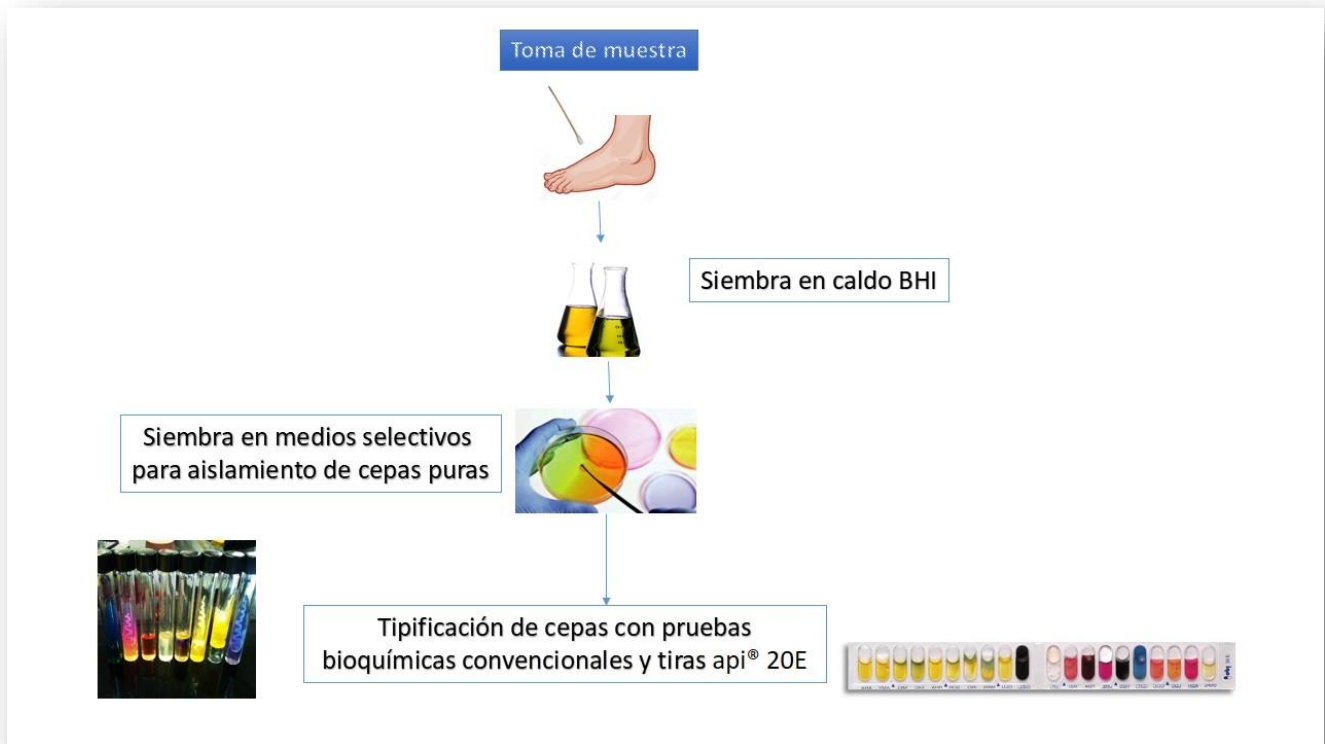 Toma de muestra
Siembra en caldo BHI
Siembra en medios selectivos
para aislamiento de cepas puras
Tipificación de cepas con pruebas
bioquímicas convencionales y tiras api® 20E